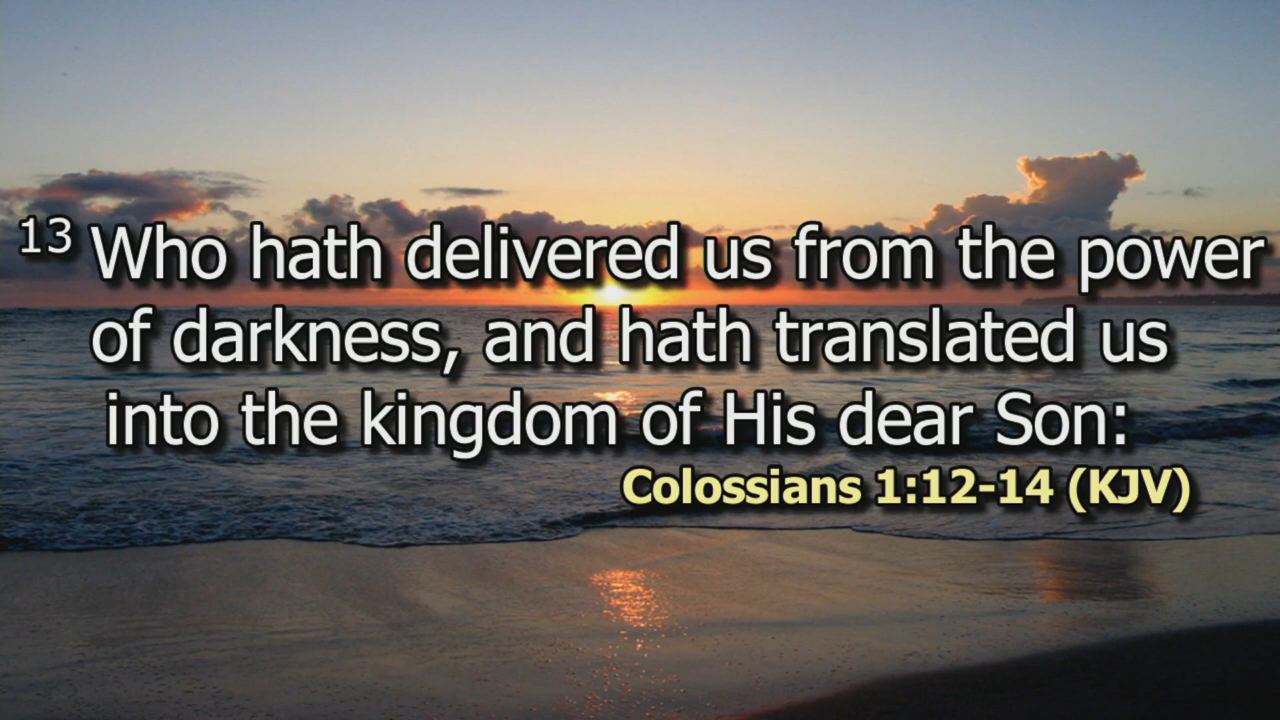 13 Who hath delivered us from the power
of darkness, and hath translated us
into the kingdom of His dear Son:
Colossians 1:12-14 (KJV)